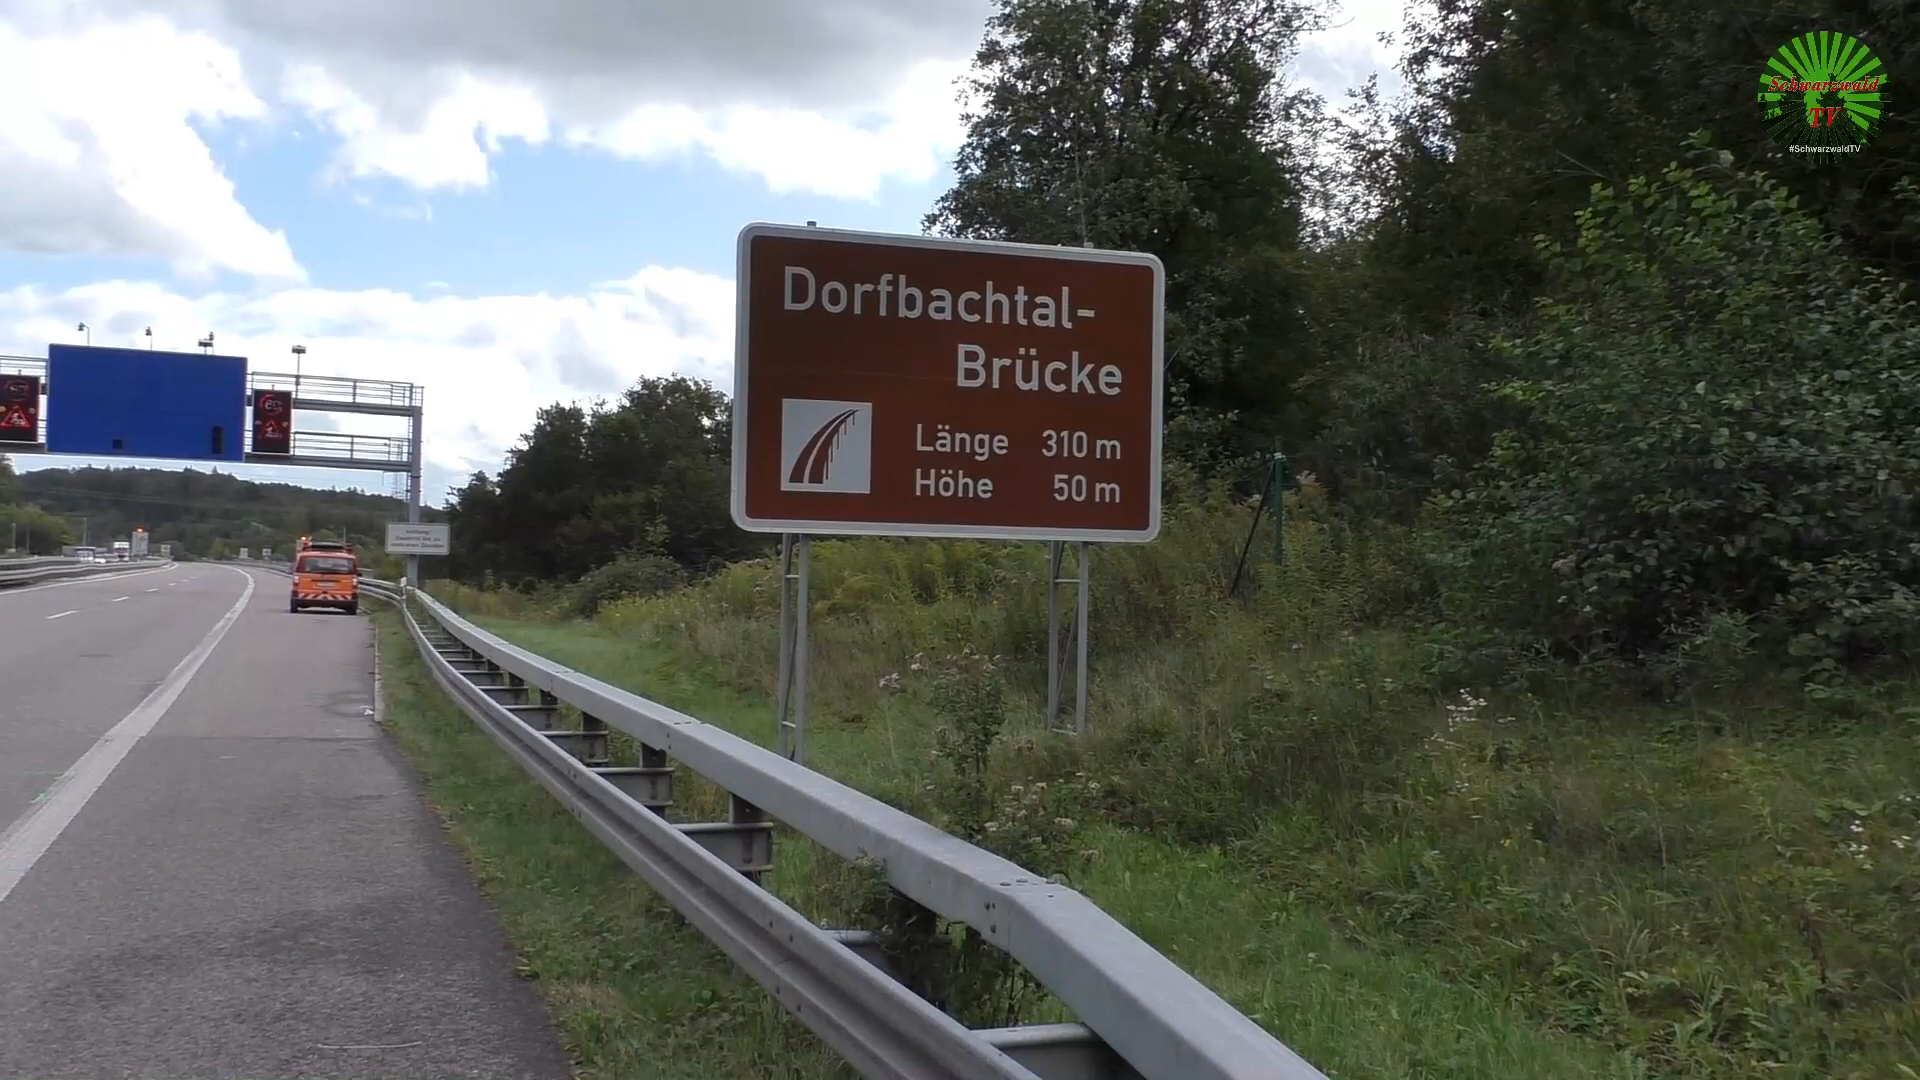 Schwarzwald
TV
#SchwarzwaldTV
Dorfbachtal-
Brücke
Länge 310 m
Höhe 50 m